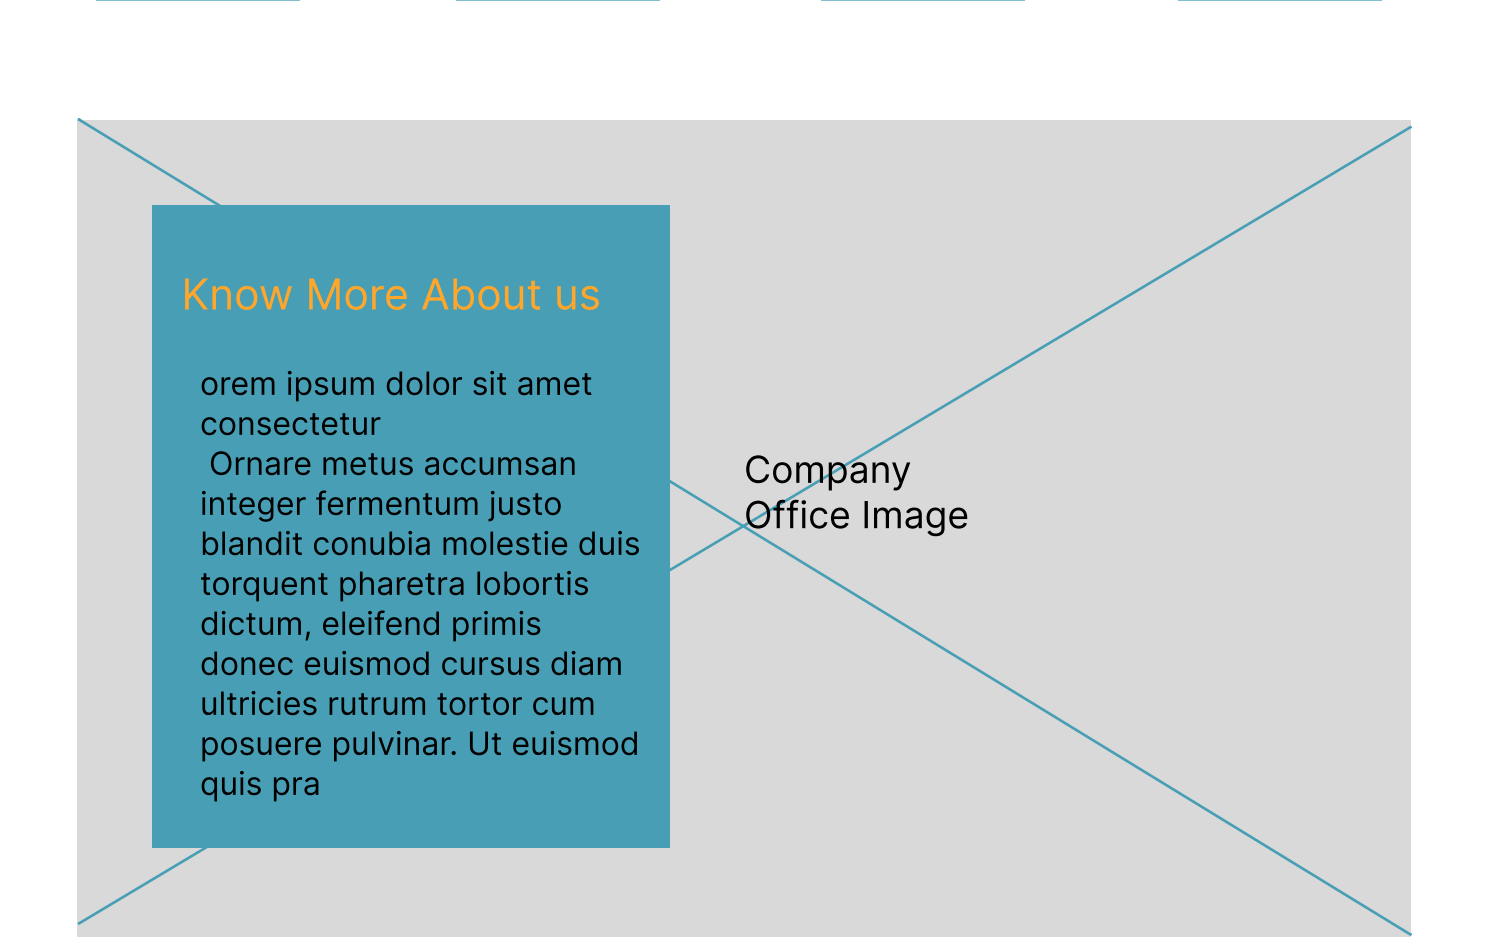 Know More About us
orem ipsum dolor sit amet
consectetur
Ornare metus accumsan
integer fermentum justo
blandit conubia molestie duis
torquent pharetra lobortis
dictum, eleifend primis
donec euismod cursus diam
ultricies rutrum tortor cum
posuere pulvinar. Ut euismod
quis pra
Company
Office Image